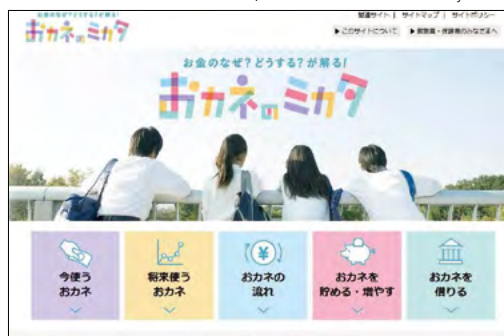 お金のなぜ?どうする?が解る!
おカネのミカタ
関連サイト | サイトマップ | サイトポリシー
▶このサイトについて ▶教職員・保護者のみなさまへ
お金のなぜ?どうする?が解る!
おカネのミカタ
今使う
おカネ
将来使う
おカネ
おカネの
流れ
おカネを
貯める・増やす
おカネを
借りる